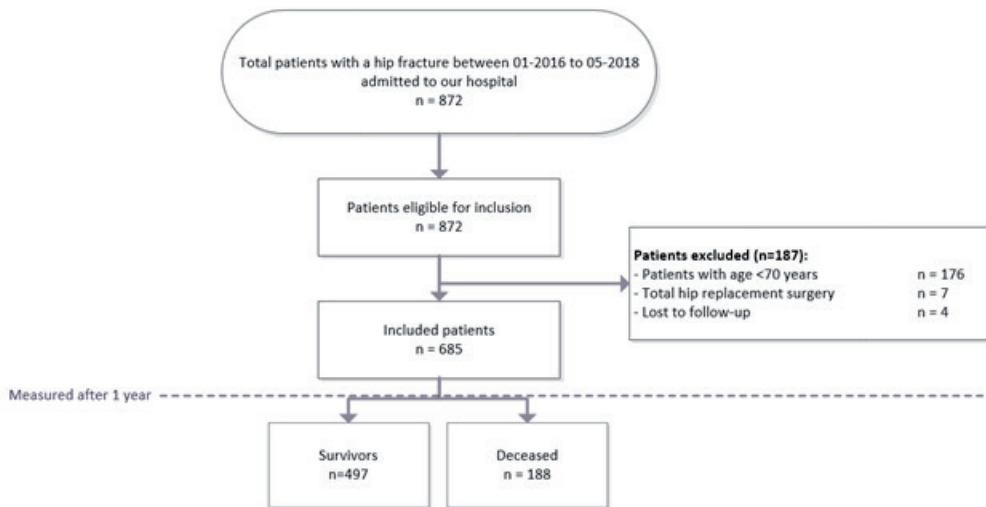 Total patients with a hip fracture between 01-2016 to 05-2018
admitted to our hospital
n = 872
Patients eligible for inclusion
n = 872
Patients excluded (n=187):
- Patients with age <70 years n = 176
- Total hip replacement surgery n = 7
- Lost to follow-up n = 4
Included patients
n = 685
Measured after 1 year
Survivors
n=497
Deceased
n = 188